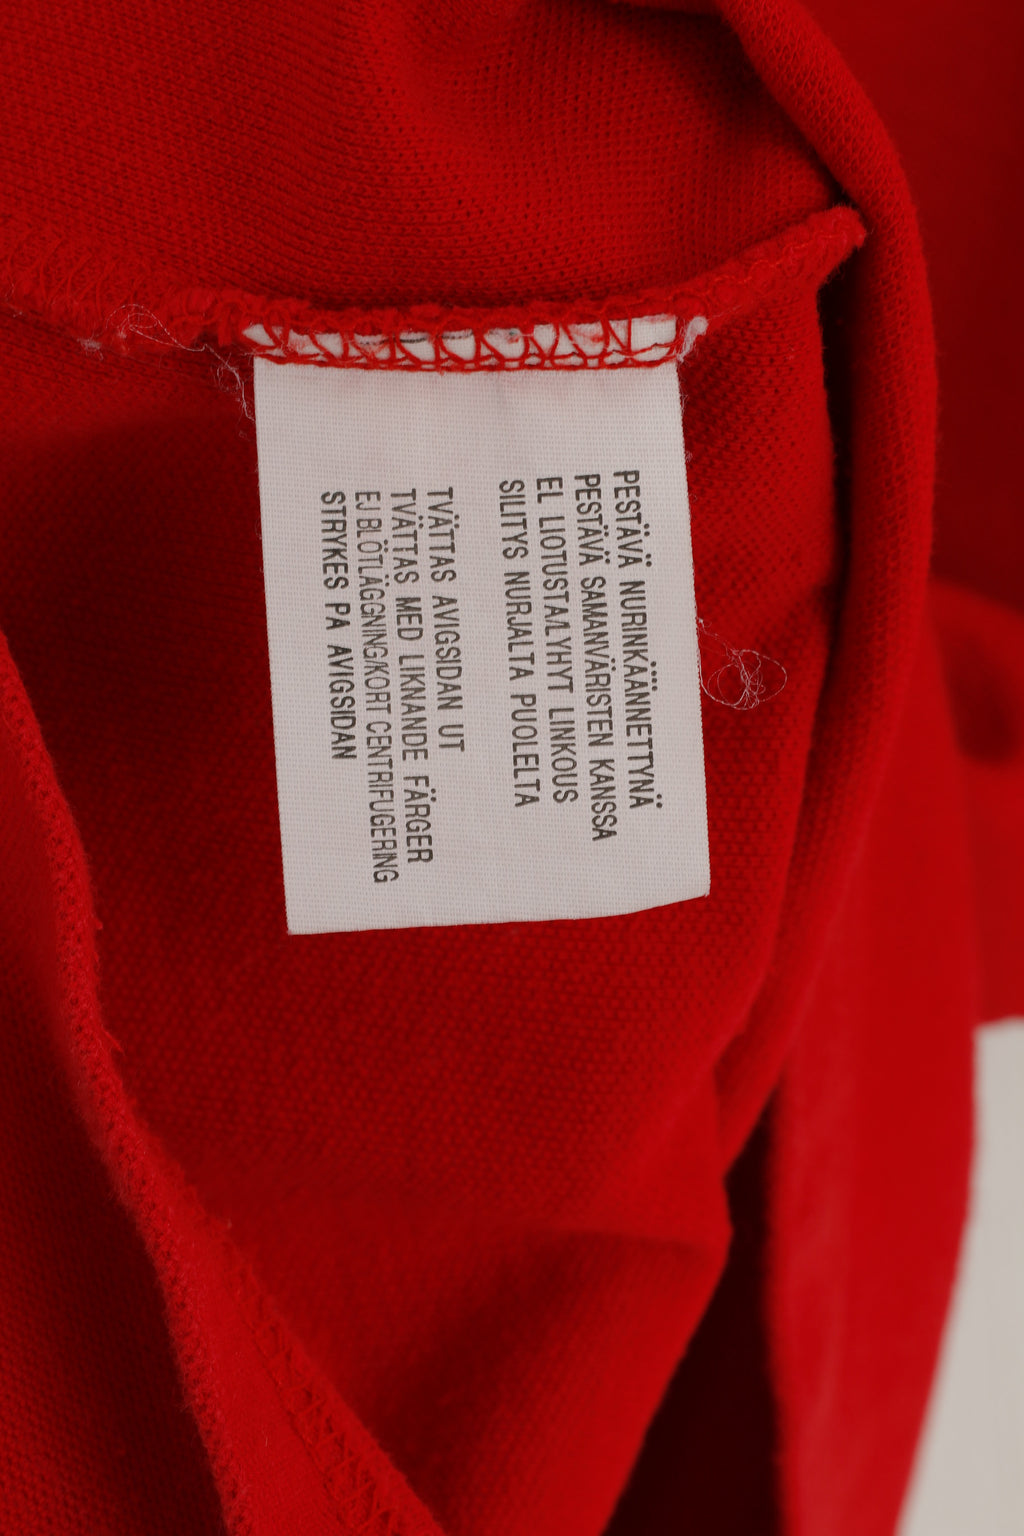 PESTÄVÄ NURINKÄÄNNETTYNÄ
PESTÄVÄ SAMANVÄRISTEN KANSSA
EL LIOTUSTA/LYHYT LINKOUS
SILITYS NURJALTA PUOLELTA
TVÄTTAS AVIGSIDAN UT
TVÄTTAS MED LIKNANDE FÄRGER
EJ BLÖTLÄGGNING/KORT CENTRIFUGERING
STRYKES PA AVIGSIDAN